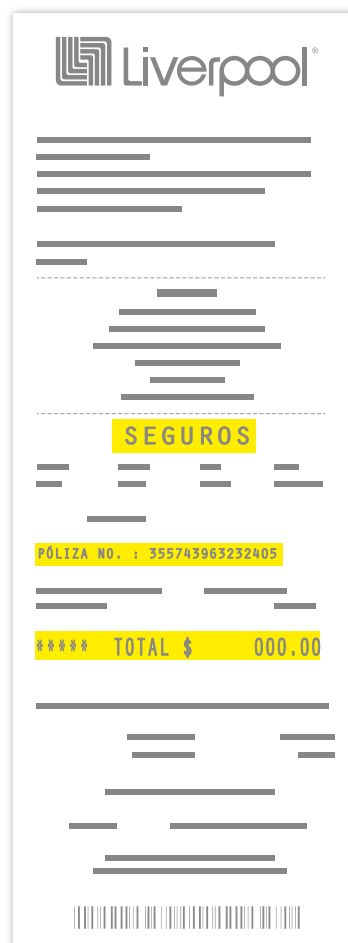 Liverpool®
SEGUROS
PÓLIZA NO. : 355743963232405
***** TOTAL $ 000.00